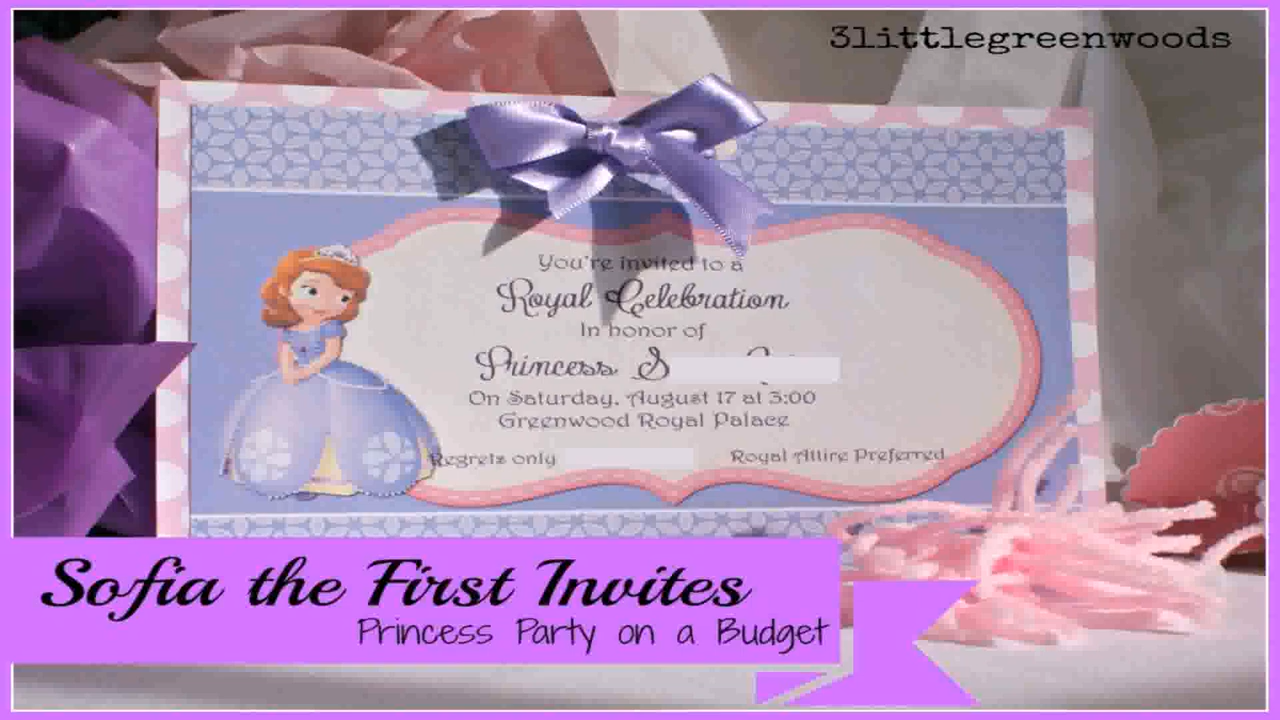 3littlegreenwoods
You're invited to a
Royal Celebration
In honor of
Princess S
On Saturday, August 17 at 3:00
Greenwood Royal Palace
Regrets only Royal Attire Preferred
Sofia the First Invites
Princess Party on a Budget